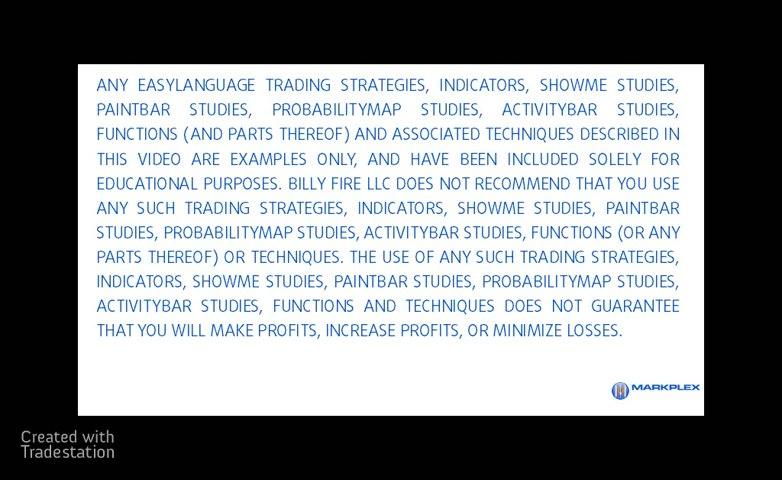 ANY EASYLANGUAGE TRADING STRATEGIES, INDICATORS, SHOWME STUDIES,
PAINTBAR STUDIES, PROBABILITYMAP STUDIES, ACTIVITYBAR STUDIES,
FUNCTIONS (AND PARTS THEREOF) AND ASSOCIATED TECHNIQUES DESCRIBED IN
THIS VIDEO ARE EXAMPLES ONLY, AND HAVE BEEN INCLUDED SOLELY FOR
EDUCATIONAL PURPOSES. BILLY FIRE LLC DOES NOT RECOMMEND THAT YOU USE
ANY SUCH TRADING STRATEGIES, INDICATORS, SHOWME STUDIES, PAINTBAR
STUDIES, PROBABILITYMAP STUDIES, ACTIVITYBAR STUDIES, FUNCTIONS (OR ANY
PARTS THEREOF) OR TECHNIQUES. THE USE OF ANY SUCH TRADING STRATEGIES,
INDICATORS, SHOWME STUDIES, PAINTBAR STUDIES, PROBABILITYMAP STUDIES,
ACTIVITYBAR STUDIES, FUNCTIONS AND TECHNIQUES DOES NOT GUARANTEE
THAT YOU WILL MAKE PROFITS, INCREASE PROFITS, OR MINIMIZE LOSSES.
MARKPLEX
Created with
Tradestation